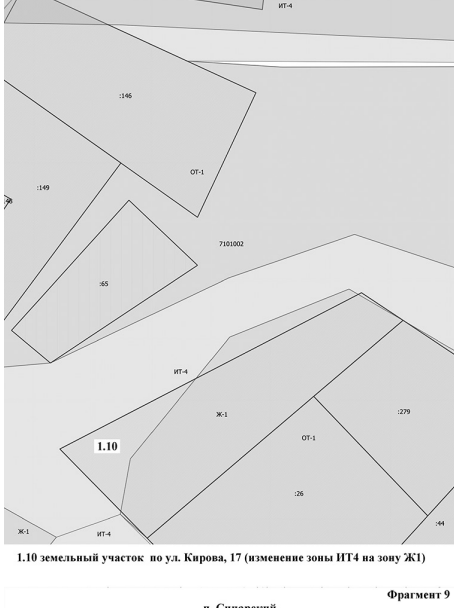 ИТ-4
:146
ОТ-1
:149
7101002
:65
ИТ-4
:279
Ж-1
ОТ-1
1.10
:26
:44
Ж-1
ИТ-4
1.10 земельный участок по ул. Кирова, 17 (изменение зоны ИТ4 на зону Ж1)
Фрагмент 9